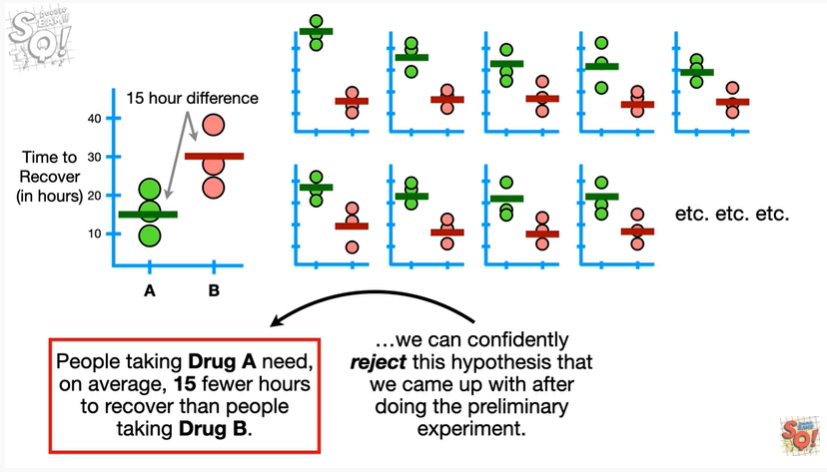 STATQUEST!!!
SQ!
15 hour difference
40
Time to
30
Recover
(in hours)
20
10
A
B
etc. etc. etc.
People taking Drug A need,
on average, 15 fewer hours
to recover than people
taking Drug B.
…we can confidently
reject this hypothesis that
we came up with after
doing the preliminary
experiment.
SQ!